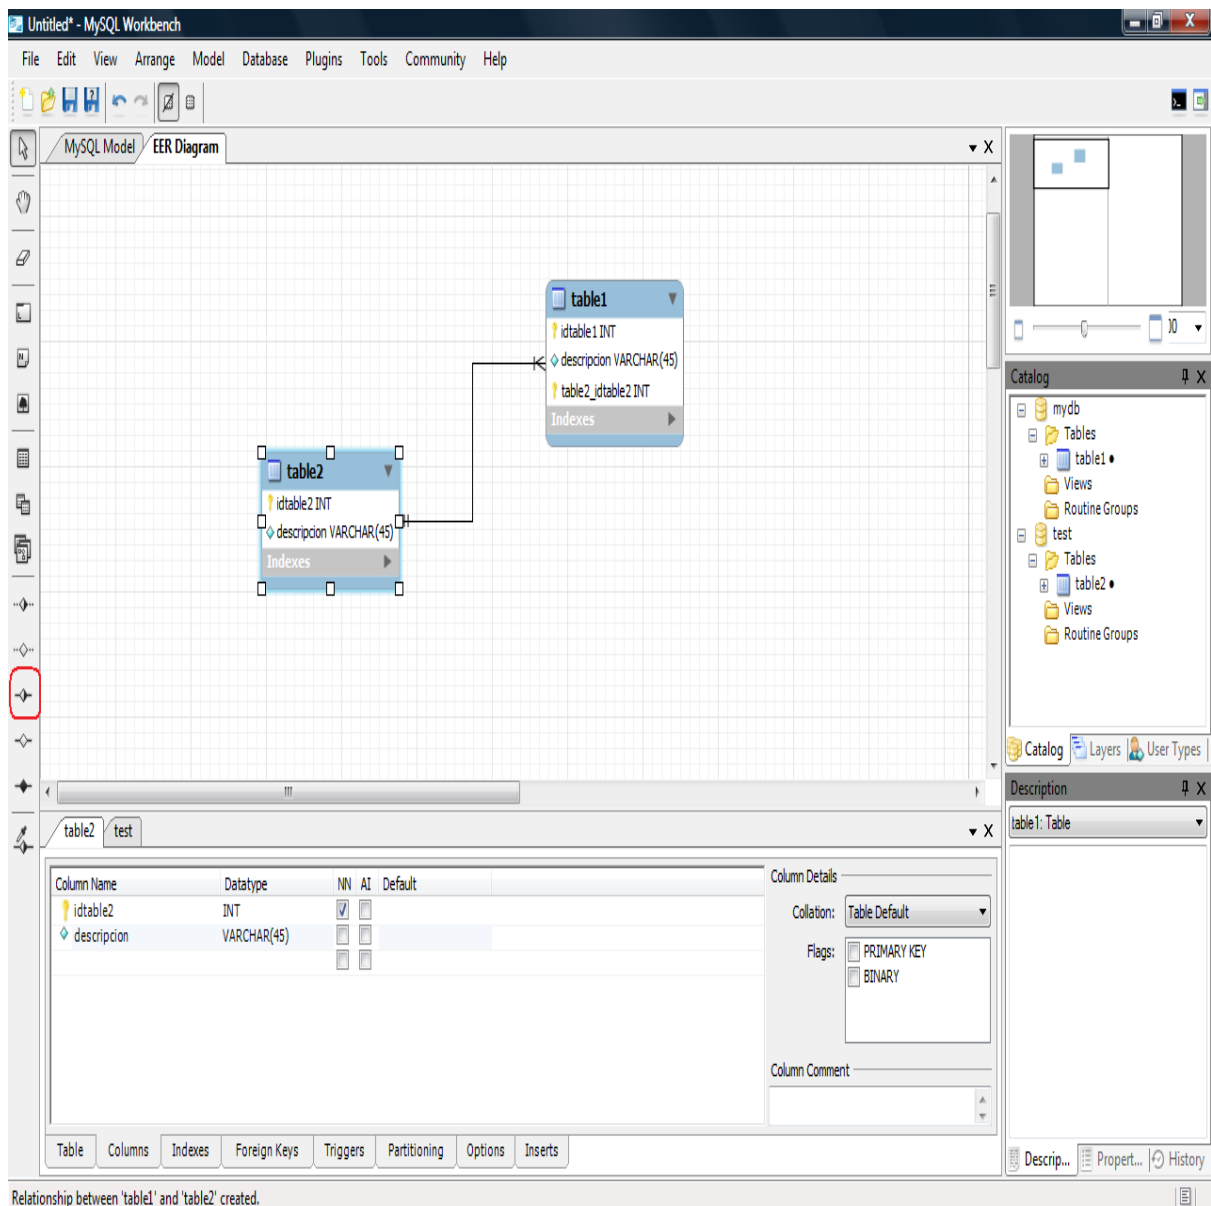 Untitled* - MySQL Workbench
File Edit View Arrange Model Database Plugins Tools Community Help
MySQL Model EER Diagram X
table1
idtable1 INT
descripcion VARCHAR(45)
table2_idtable2 INT
Indexes
table2
idtable2 INT
descripcion VARCHAR(45)
Indexes
Catalog X
mydb
Tables
table1
Views
Routine Groups
test
Tables
table2
Views
Routine Groups
Catalog Layers User Types
Description X
table1: Table
Descrip... Propert... History
table2 test X
Column Name Datatype NN AI Default
idtable2 INT
descripcion VARCHAR(45)
Column Details
Collation: Table Default
Flags: PRIMARY KEY
BINARY
Column Comment
Table Columns Indexes Foreign Keys Triggers Partitioning Options Inserts
Relationship between 'table1' and 'table2' created.